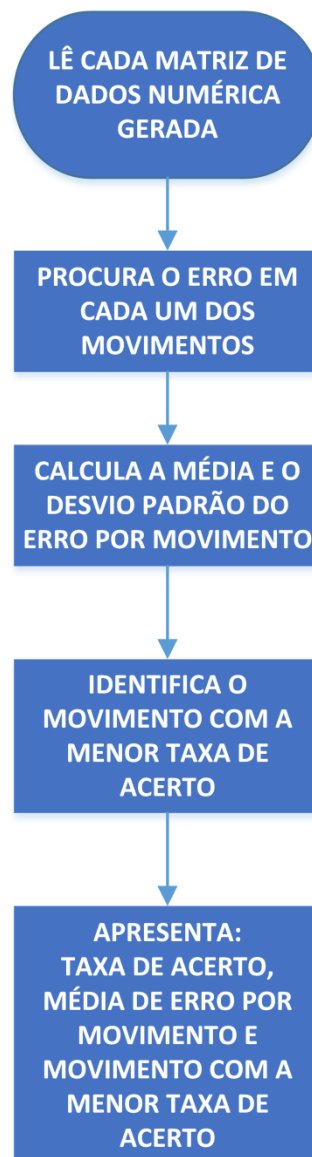 LÊ CADA MATRIZ DE
DADOS NUMÉRICA
GERADA
PROCURA O ERRO EM
CADA UM DOS
MOVIMENTOS
CALCULA A MÉDIA E O
DESVIO PADRÃO DO
ERRO POR MOVIMENTO
IDENTIFICA O
MOVIMENTO COM A
MENOR TAXA DE
ACERTO
APRESENTA:
TAXA DE ACERTO,
MÉDIA DE ERRO POR
MOVIMENTO E
MOVIMENTO COM A
MENOR TAXA DE
ACERTO